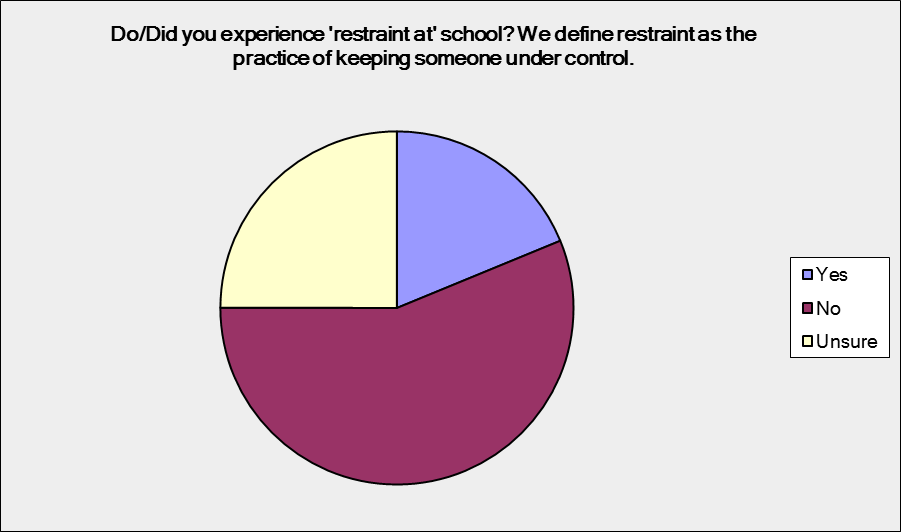 Do/Did you experience 'restraint at' school? We define restraint as the
practice of keeping someone under control.
Yes
No
Unsure